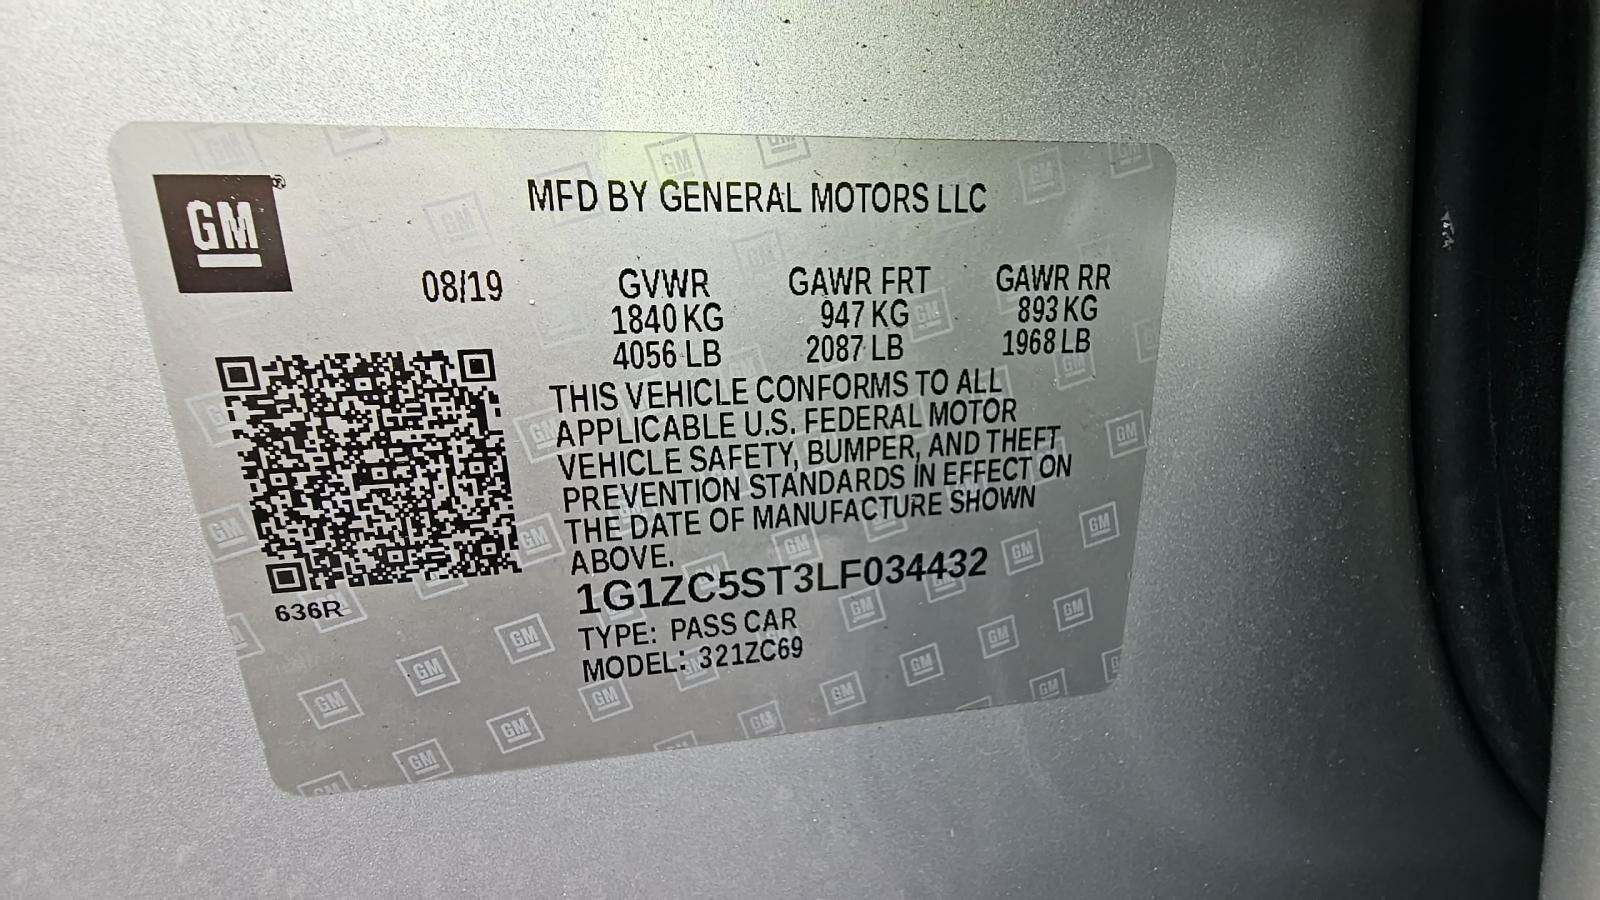 GM
MFD BY GENERAL MOTORS LLC
08/19
GVWR GAWR FRT GAWR RR
1840 KG 947 KG 893 KG
4056 LB 2087 LB 1968 LB
THIS VEHICLE CONFORMS TO ALL
APPLICABLE U.S. FEDERAL MOTOR
VEHICLE SAFETY, BUMPER, AND THEFT
PREVENTION STANDARDS IN EFFECT ON
THE DATE OF MANUFACTURE SHOWN
ABOVE.
1G1ZC5ST3LF034432
636R
TYPE: PASS CAR
MODEL: 321ZC69